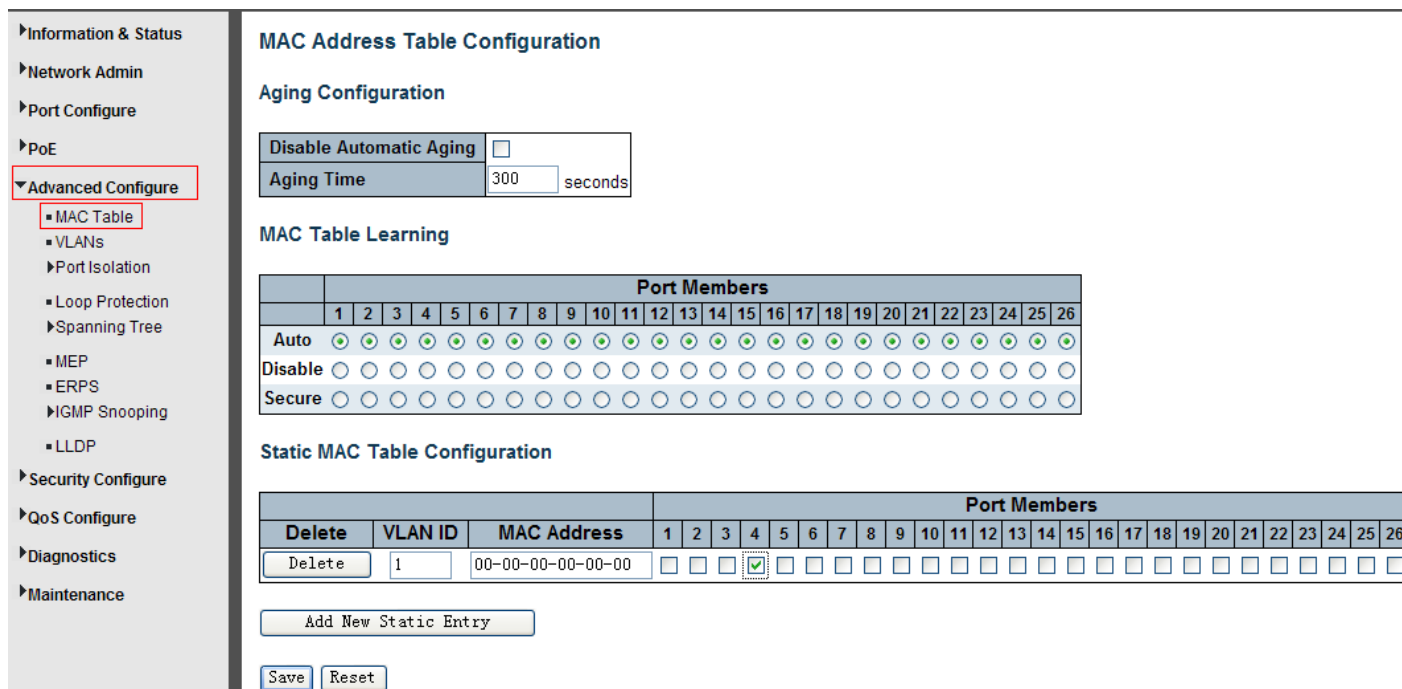 Information & Status
Network Admin
Port Configure
PoE
Advanced Configure
MAC Table
VLANs
Port Isolation
Loop Protection
Spanning Tree
MEP
ERPS
IGMP Snooping
LLDP
Security Configure
QoS Configure
Diagnostics
Maintenance
MAC Address Table Configuration
Aging Configuration
Disable Automatic Aging
Aging Time 300 seconds
MAC Table Learning
Port Members
1 2 3 4 5 6 7 8 9 10 11 12 13 14 15 16 17 18 19 20 21 22 23 24 25 26
Auto
Disable
Secure
Static MAC Table Configuration
Port Members
Delete VLAN ID MAC Address 1 2 3 4 5 6 7 8 9 10 11 12 13 14 15 16 17 18 19 20 21 22 23 24 25 26
Delete 1 00-00-00-00-00-00
Add New Static Entry
Save Reset